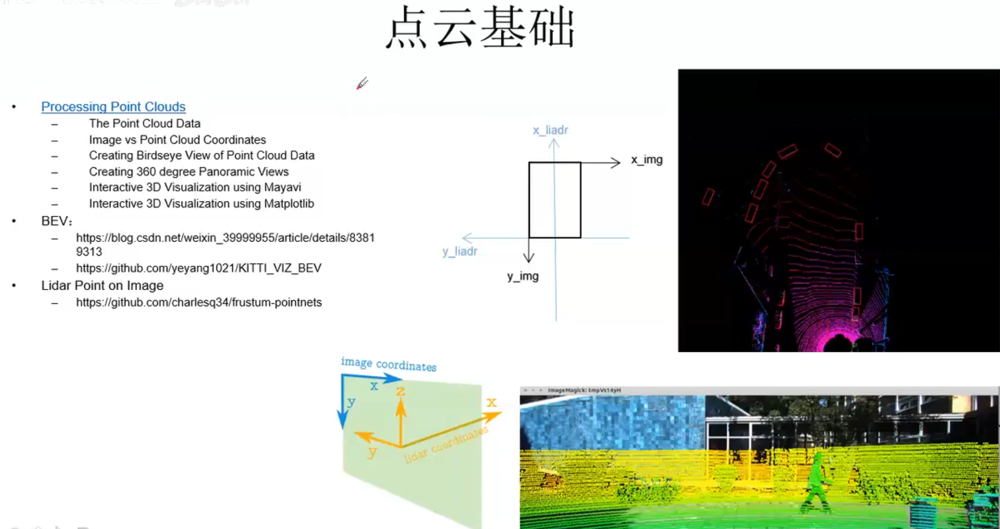 点云基础
• Processing Point Clouds
– The Point Cloud Data
– Image vs Point Cloud Coordinates
– Creating Birdseye View of Point Cloud Data
– Creating 360 degree Panoramic Views
– Interactive 3D Visualization using Mayavi
– Interactive 3D Visualization using Matplotlib
• BEV：
– https://blog.csdn.net/weixin_39999955/article/details/8381
9313
– https://github.com/yeyang1021/KITTI_VIZ_BEV
• Lidar Point on Image
– https://github.com/charlesq34/frustum-pointnets
x_liadr
x_img
y_liadr
y_img
image coordinates
x
y
z
x
y
lidar coordinates
ImageMagick: tmpVs14yH